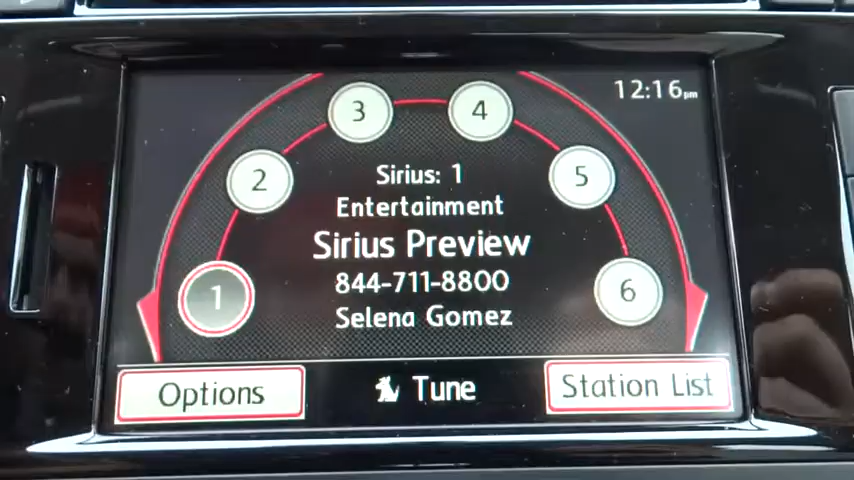 12:16pm
3
4
2
5
1
6
Sirius: 1
Entertainment
Sirius Preview
844-711-8800
Selena Gomez
Options
Tune
Station List